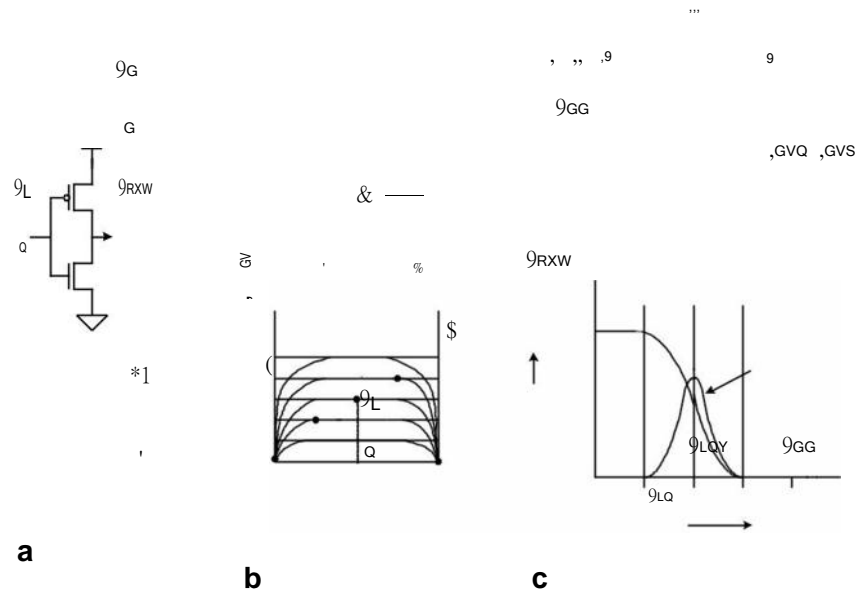 ,,,
, ,, ,9 9
9G
9GG
G
,GVQ ,GVS
9L 9RXW
& ——
Q
GV ' %
9RXW
,
$
(
*1
9L
Q
9LQY 9GG
'
9LQ
a
b
c